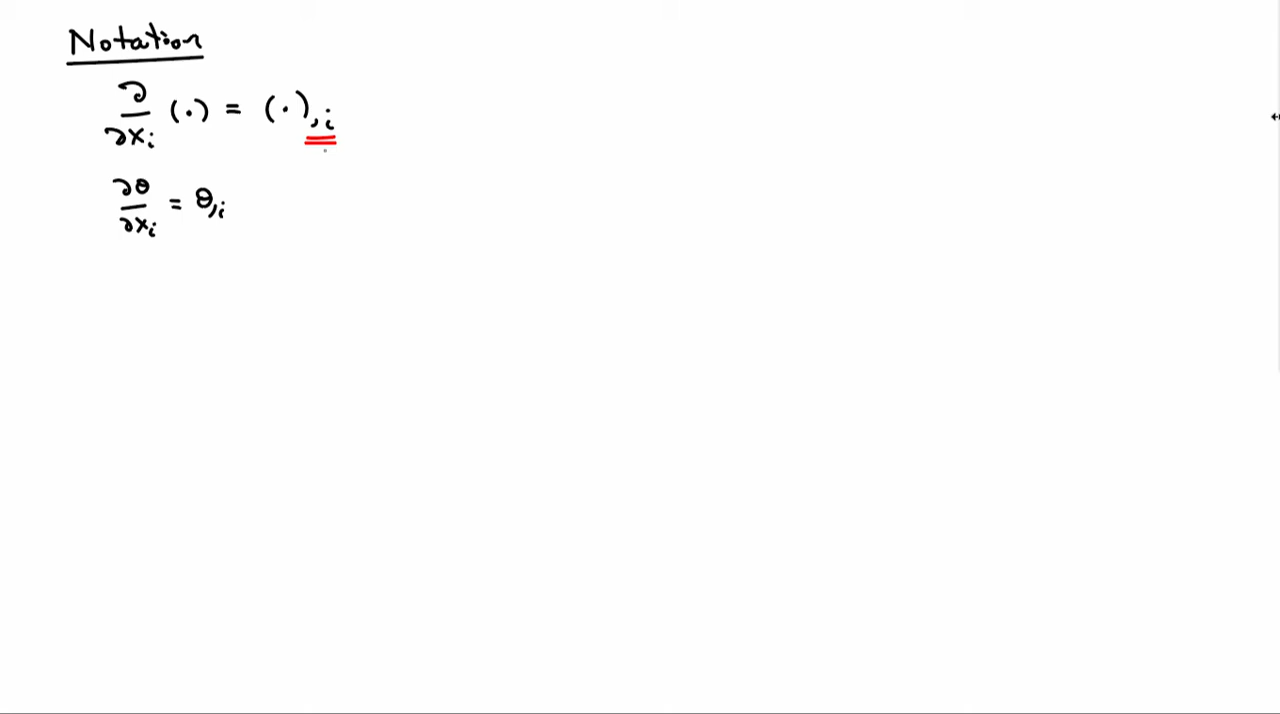 Notation
∂/∂xᵢ (·) = (·),ᵢ
∂θ/∂xᵢ = θ,ᵢ